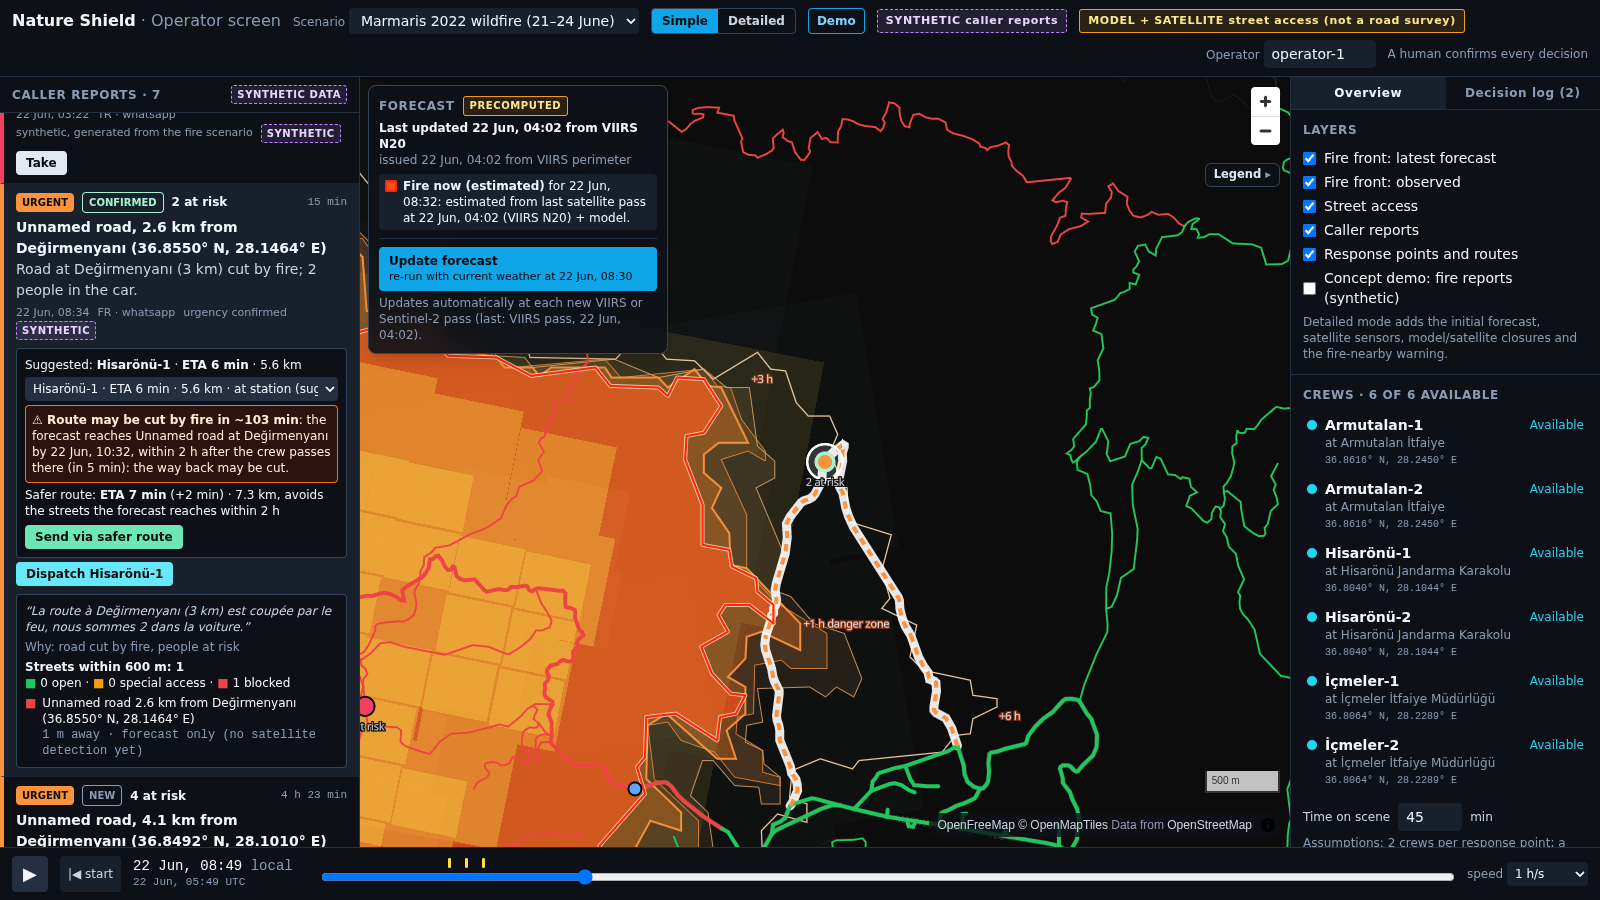 Nature Shield · Operator screen
Scenario Marmaris 2022 wildfire (21–24 June)
Simple Detailed
Demo
SYNTHETIC caller reports
MODEL + SATELLITE street access (not a road survey)
Operator operator-1 A human confirms every decision
CALLER REPORTS · 7 SYNTHETIC DATA
22 Jun, 03:22 TR · whatsapp
synthetic, generated from the fire scenario SYNTHETIC
Take
URGENT CONFIRMED 2 at risk 15 min
Unnamed road, 2.6 km from
Değirmenyanı (36.8550° N, 28.1464° E)
Road at Değirmenyanı (3 km) cut by fire; 2
people in the car.
22 Jun, 08:34 FR · whatsapp urgency confirmed
SYNTHETIC
Suggested: Hisarönü-1 · ETA 6 min · 5.6 km
Hisarönü-1 · ETA 6 min · 5.6 km · at station (sug
⚠ Route may be cut by fire in ~103 min: the
forecast reaches Unnamed road at Değirmenyanı
by 22 Jun, 10:32, within 2 h after the crew passes
there (in 5 min): the way back may be cut.
Safer route: ETA 7 min (+2 min) · 7.3 km, avoids
the streets the forecast reaches within 2 h
Send via safer route
Dispatch Hisarönü-1
“La route à Değirmenyanı (3 km) est coupée par le
feu, nous sommes 2 dans la voiture.”
Why: road cut by fire, people at risk
Streets within 600 m: 1
0 open · 0 special access · 1 blocked
Unnamed road 2.6 km from Değirmenyanı
(36.8550° N, 28.1464° E)
1 m away · forecast only (no satellite
detection yet)
URGENT NEW 4 at risk 4 h 23 min
Unnamed road, 4.1 km from
Değirmenyanı (36.8492° N, 28.1010° E)
FORECAST PRECOMPUTED
Last updated 22 Jun, 04:02 from VIIRS
N20
issued 22 Jun, 04:02 from VIIRS perimeter
Fire now (estimated) for 22 Jun,
08:32: estimated from last satellite pass
at 22 Jun, 04:02 (VIIRS N20) + model.
Update forecast
re-run with current weather at 22 Jun, 08:30
Updates automatically at each new VIIRS or
Sentinel-2 pass (last: VIIRS pass, 22 Jun,
04:02).
+
−
Legend ▸
+3 h
2 at risk
+1 h danger zone
+6 h
t risk
500 m
OpenFreeMap © OpenMapTiles Data from OpenStreetMap
Overview Decision log (2)
LAYERS
Fire front: latest forecast
Fire front: observed
Street access
Caller reports
Response points and routes
Concept demo: fire reports
(synthetic)
Detailed mode adds the initial forecast,
satellite sensors, model/satellite closures and
the fire-nearby warning.
CREWS · 6 OF 6 AVAILABLE
Armutalan-1 Available
at Armutalan İtfaiye
36.8616° N, 28.2450° E
Armutalan-2 Available
at Armutalan İtfaiye
36.8616° N, 28.2450° E
Hisarönü-1 Available
at Hisarönü Jandarma Karakolu
36.8040° N, 28.1044° E
Hisarönü-2 Available
at Hisarönü Jandarma Karakolu
36.8040° N, 28.1044° E
İçmeler-1 Available
at İçmeler İtfaiye Müdürlüğü
36.8064° N, 28.2289° E
İçmeler-2 Available
at İçmeler İtfaiye Müdürlüğü
36.8064° N, 28.2289° E
Time on scene 45 min
Assumptions: 2 crews per response point; a
▶ |◀ start
22 Jun, 08:49 local
22 Jun, 05:49 UTC
speed 1 h/s